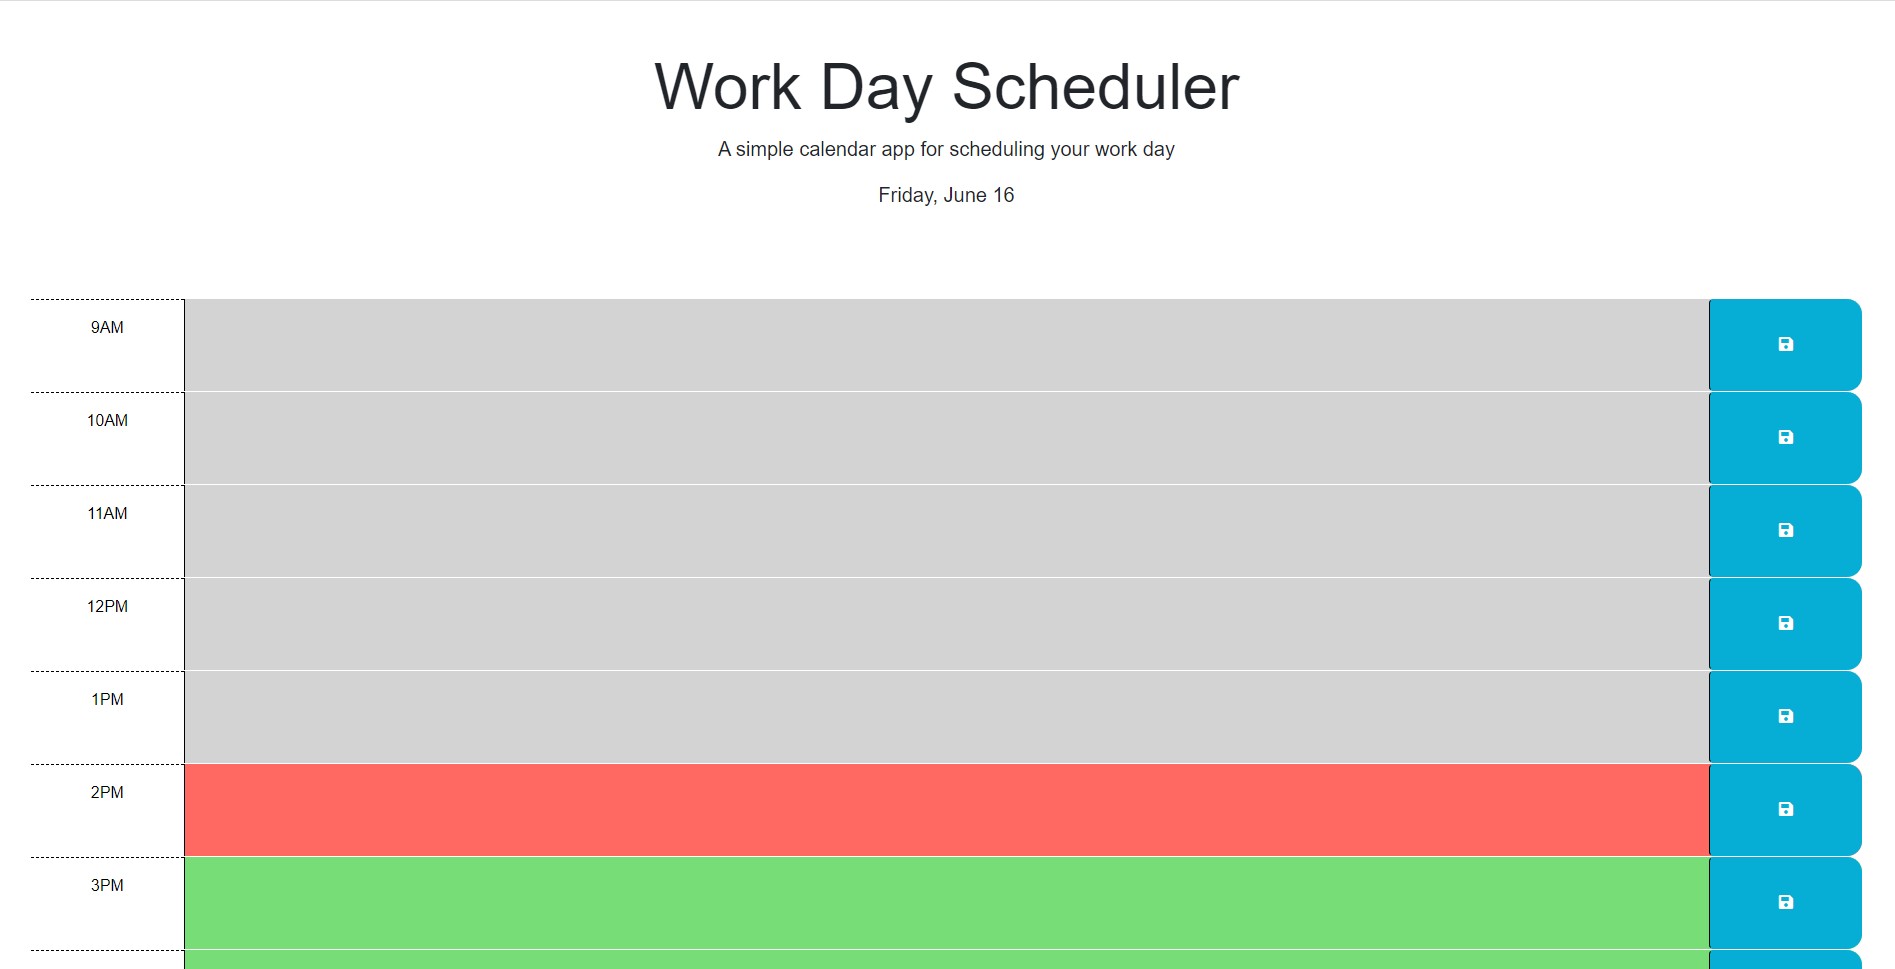 Work Day Scheduler
A simple calendar app for scheduling your work day
Friday, June 16
9AM
10AM
11AM
12PM
1PM
2PM
3PM